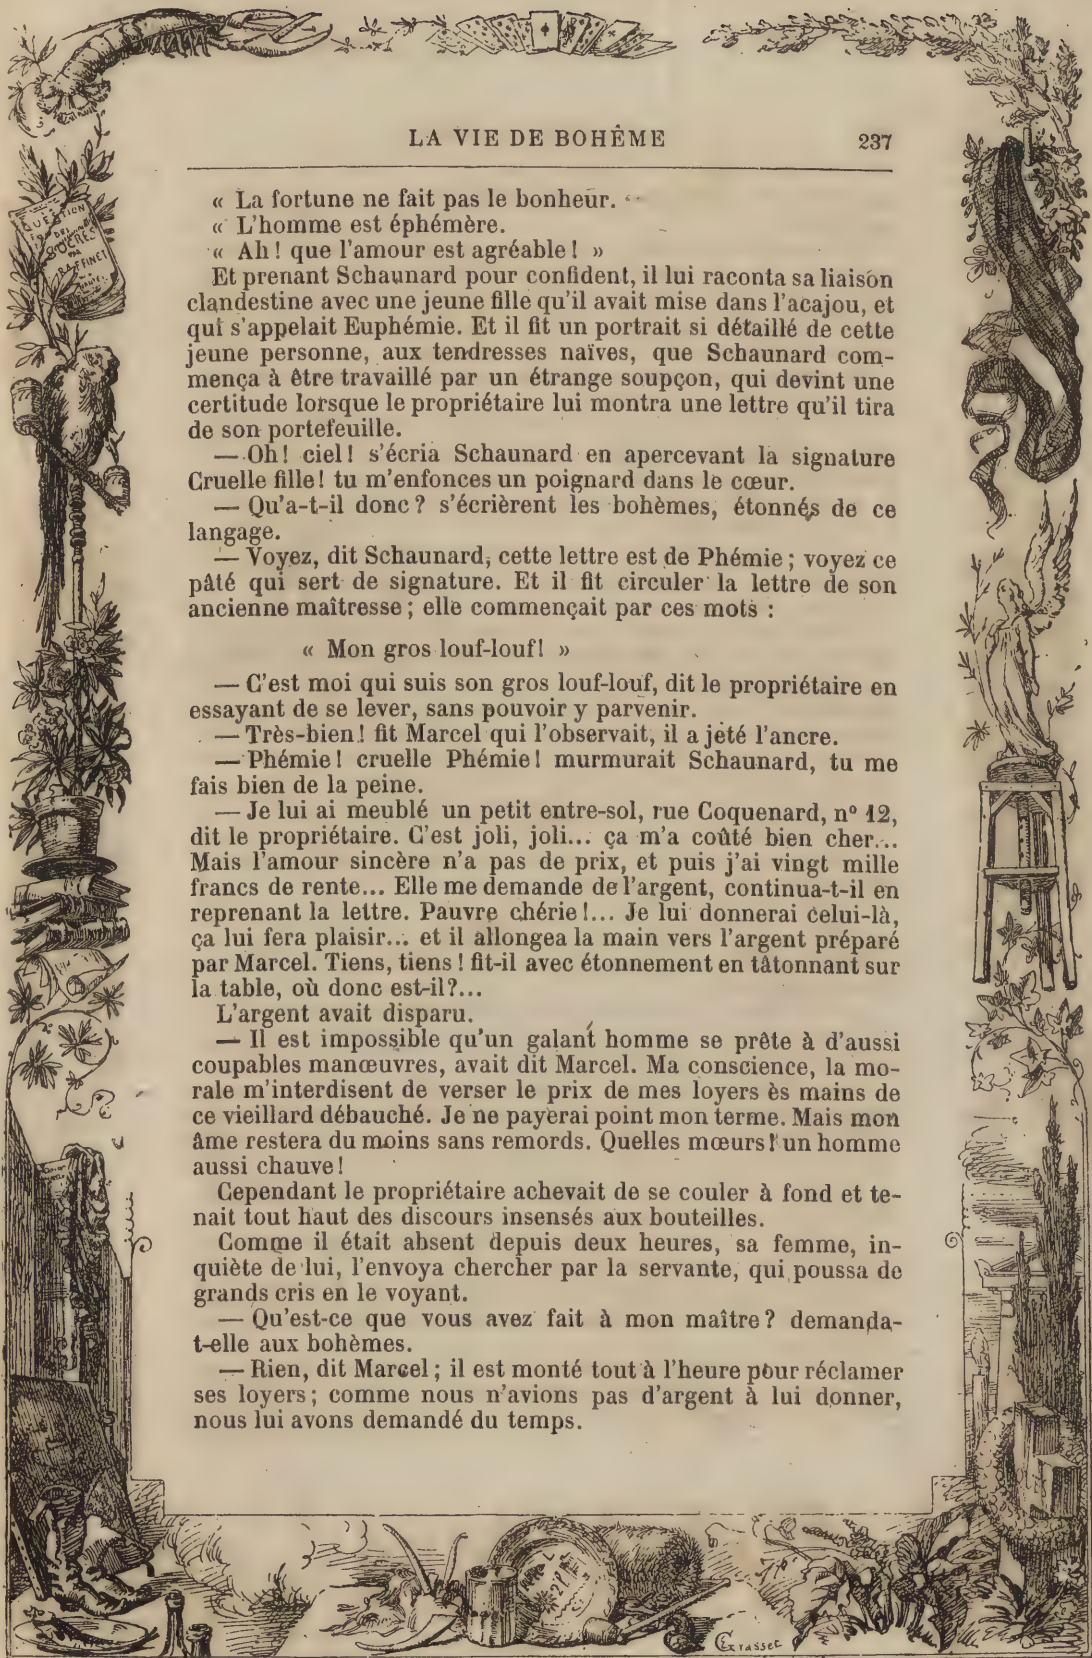 LA VIE DE BOHÊME 237
« La fortune ne fait pas le bonheur.
« L'homme est éphémère.
« Ah ! que l'amour est agréable ! »
Et prenant Schaunard pour confident, il lui raconta sa liaison
clandestine avec une jeune fille qu'il avait mise dans l'acajou, et
qui s'appelait Euphémie. Et il fit un portrait si détaillé de cette
jeune personne, aux tendresses naïves, que Schaunard com-
mença à être travaillé par un étrange soupçon, qui devint une
certitude lorsque le propriétaire lui montra une lettre qu'il tira
de son portefeuille.
— Oh ! ciel ! s'écria Schaunard en apercevant la signature
Cruelle fille ! tu m'enfonces un poignard dans le cœur.
— Qu'a-t-il donc ? s'écrièrent les bohèmes, étonnés de ce
langage.
— Voyez, dit Schaunard, cette lettre est de Phémie ; voyez ce
pâté qui sert de signature. Et il fit circuler la lettre de son
ancienne maîtresse ; elle commençait par ces mots :
« Mon gros louf-louf! »
— C'est moi qui suis son gros louf-louf, dit le propriétaire en
essayant de se lever, sans pouvoir y parvenir.
— Très-bien ! fit Marcel qui l'observait, il a jeté l'ancre.
— Phémie ! cruelle Phémie ! murmurait Schaunard, tu me
fais bien de la peine.
— Je lui ai meublé un petit entre-sol, rue Coquenard, nº 12,
dit le propriétaire. C'est joli, joli... ça m'a coûté bien cher...
Mais l'amour sincère n'a pas de prix, et puis j'ai vingt mille
francs de rente... Elle me demande de l'argent, continua-t-il en
reprenant la lettre. Pauvre chérie !... Je lui donnerai celui-là,
ça lui fera plaisir... et il allongea la main vers l'argent préparé
par Marcel. Tiens, tiens ! fit-il avec étonnement en tâtonnant sur
la table, où donc est-il?...
L'argent avait disparu.
— Il est impossible qu'un galant homme se prête à d'aussi
coupables manœuvres, avait dit Marcel. Ma conscience, la mo-
rale m'interdisent de verser le prix de mes loyers ès mains de
ce vieillard débauché. Je ne payerai point mon terme. Mais mon
âme restera du moins sans remords. Quelles mœurs ! un homme
aussi chauve !
Cependant le propriétaire achevait de se couler à fond et te-
nait tout haut des discours insensés aux bouteilles.
Comme il était absent depuis deux heures, sa femme, in-
quiète de lui, l'envoya chercher par la servante, qui poussa de
grands cris en le voyant.
— Qu'est-ce que vous avez fait à mon maître ? demanda-
t-elle aux bohèmes.
— Rien, dit Marcel ; il est monté tout à l'heure pour réclamer
ses loyers ; comme nous n'avions pas d'argent à lui donner,
nous lui avons demandé du temps.
QUESTION
DES
SUCRES
PAR
RAFFINET
Grasset